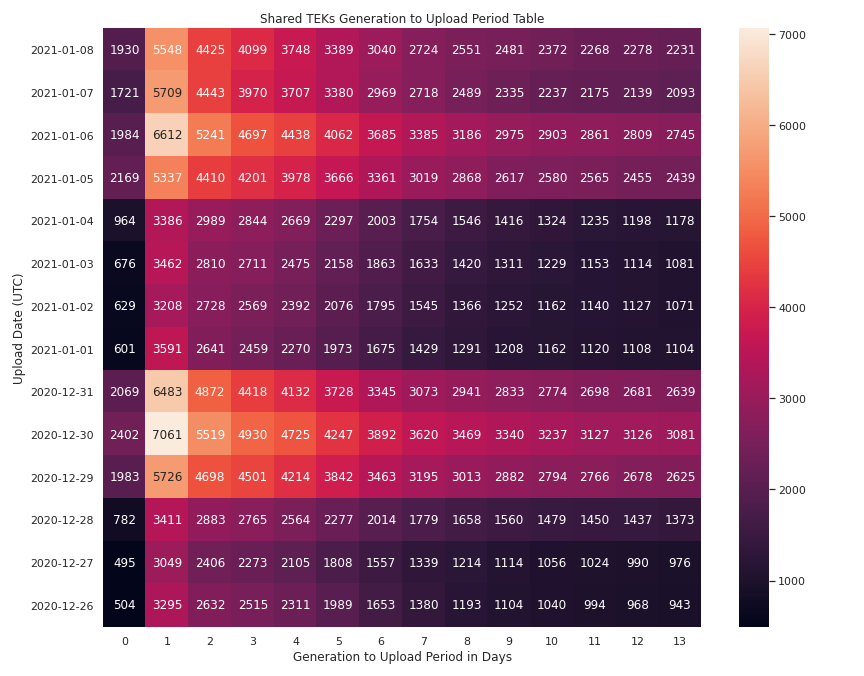 Shared TEKs Generation to Upload Period Table
2021-01-08 1930 5548 4425 4099 3748 3389 3040 2724 2551 2481 2372 2268 2278 2231
2021-01-07 1721 5709 4443 3970 3707 3380 2969 2718 2489 2335 2237 2175 2139 2093
2021-01-06 1984 6612 5241 4697 4438 4062 3685 3385 3186 2975 2903 2861 2809 2745
2021-01-05 2169 5337 4410 4201 3978 3666 3361 3019 2868 2617 2580 2565 2455 2439
2021-01-04 964 3386 2989 2844 2669 2297 2003 1754 1546 1416 1324 1235 1198 1178
2021-01-03 676 3462 2810 2711 2475 2158 1863 1633 1420 1311 1229 1153 1114 1081
2021-01-02 629 3208 2728 2569 2392 2076 1795 1545 1366 1252 1162 1140 1127 1071
2021-01-01 601 3591 2641 2459 2270 1973 1675 1429 1291 1208 1162 1120 1108 1104
2020-12-31 2069 6483 4872 4418 4132 3728 3345 3073 2941 2833 2774 2698 2681 2639
2020-12-30 2402 7061 5519 4930 4725 4247 3892 3620 3469 3340 3237 3127 3126 3081
2020-12-29 1983 5726 4698 4501 4214 3842 3463 3195 3013 2882 2794 2766 2678 2625
2020-12-28 782 3411 2883 2765 2564 2277 2014 1779 1658 1560 1479 1450 1437 1373
2020-12-27 495 3049 2406 2273 2105 1808 1557 1339 1214 1114 1056 1024 990 976
2020-12-26 504 3295 2632 2515 2311 1989 1653 1380 1193 1104 1040 994 968 943
0 1 2 3 4 5 6 7 8 9 10 11 12 13
Generation to Upload Period in Days
Upload Date (UTC)
7000
6000
5000
4000
3000
2000
1000